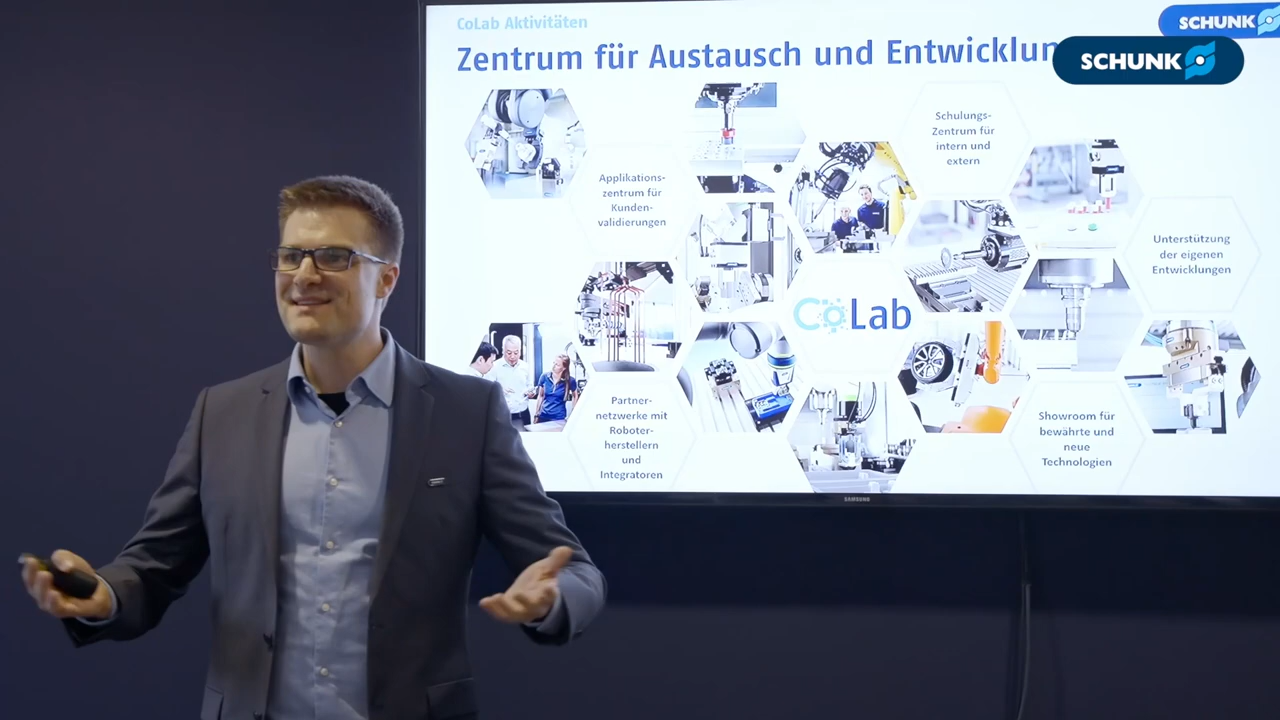 CoLab Aktivitäten
SCHUNK
Zentrum für Austausch und Entwicklun
SCHUNK
Schulungs-
Zentrum für
intern und
extern
Applikations-
zentrum für
Kunden-
validierungen
Unterstützung
der eigenen
Entwicklungen
CoLab
Partner-
netzwerke mit
Roboter-
herstellern
und
Integratoren
Showroom für
bewährte und
neue
Technologien
SAMSUNG